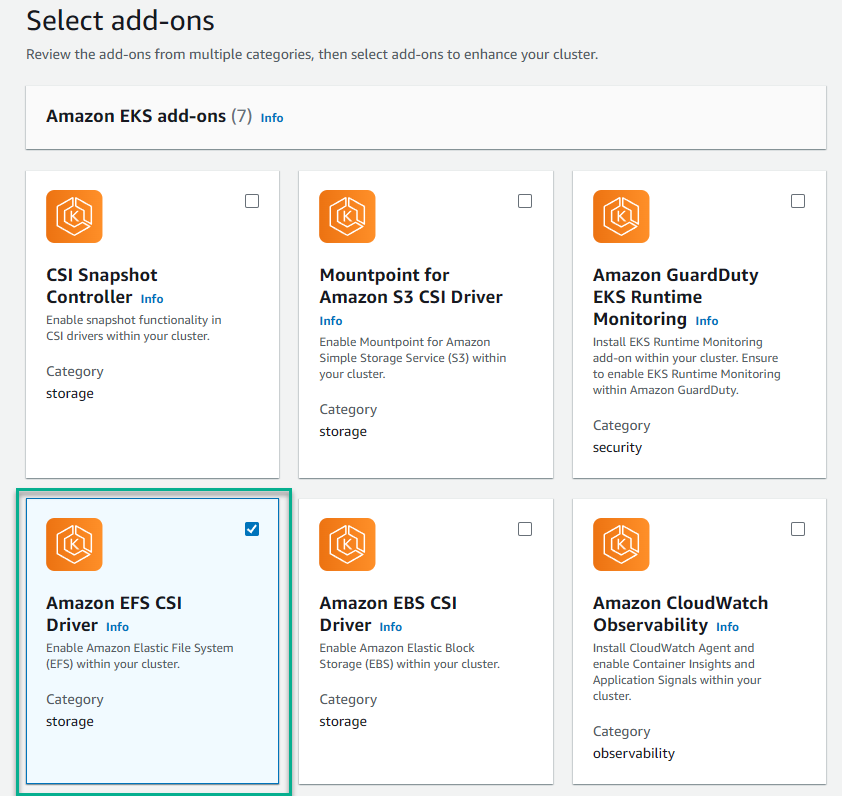 Select add-ons
Review the add-ons from multiple categories, then select add-ons to enhance your cluster.
Amazon EKS add-ons (7) Info
K
CSI Snapshot
Controller Info
Enable snapshot functionality in
CSI drivers within your cluster.
Category
storage
K
Mountpoint for
Amazon S3 CSI Driver
Info
Enable Mountpoint for Amazon
Simple Storage Service (S3) within
your cluster.
Category
storage
K
Amazon GuardDuty
EKS Runtime
Monitoring Info
Install EKS Runtime Monitoring
add-on within your cluster. Ensure
to enable EKS Runtime Monitoring
within Amazon GuardDuty.
Category
security
K
Amazon EFS CSI
Driver Info
Enable Amazon Elastic File System
(EFS) within your cluster.
Category
storage
K
Amazon EBS CSI
Driver Info
Enable Amazon Elastic Block
Storage (EBS) within your cluster.
Category
storage
K
Amazon CloudWatch
Observability Info
Install CloudWatch Agent and
enable Container Insights and
Application Signals within your
cluster.
Category
observability